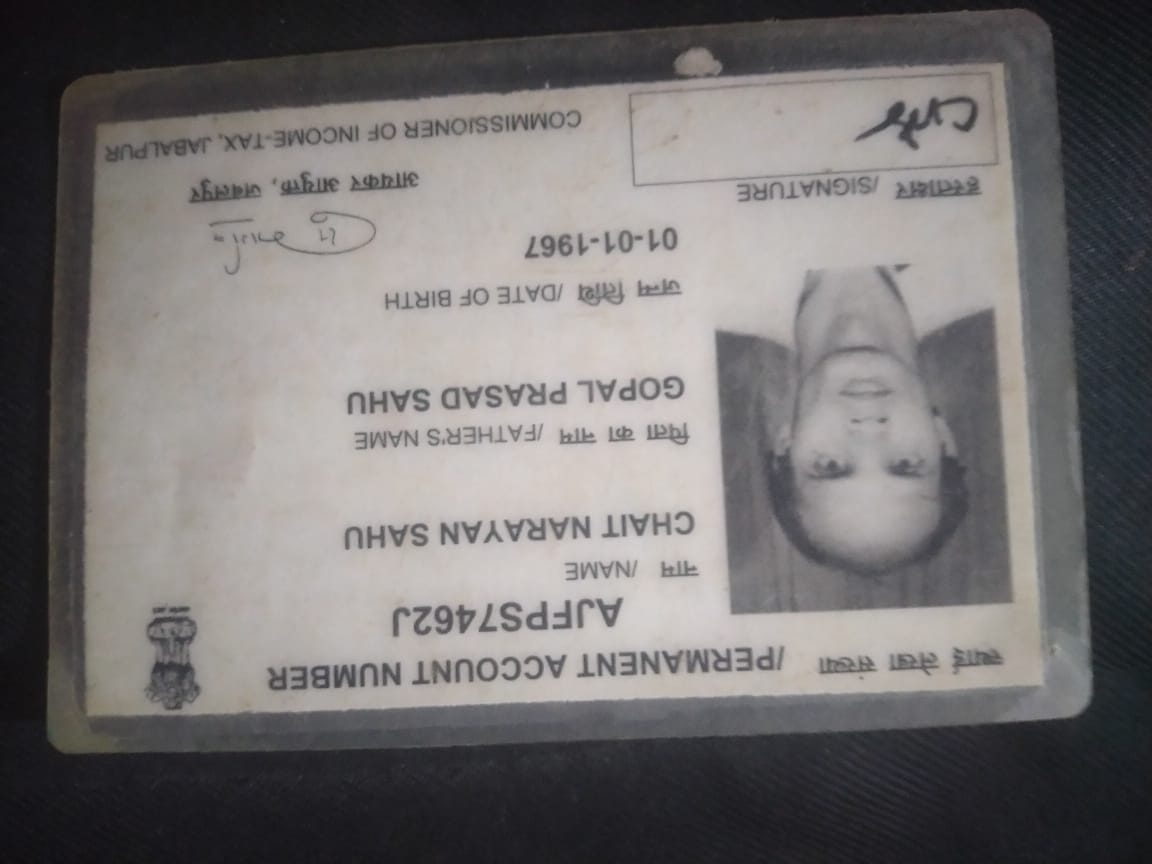 स्थाई लेखा संख्या /PERMANENT ACCOUNT NUMBER
AJFPS7462J
नाम /NAME
CHAIT NARAYAN SAHU
पिता का नाम /FATHER'S NAME
GOPAL PRASAD SAHU
जन्म तिथि /DATE OF BIRTH
01-01-1967
हस्ताक्षर /SIGNATURE
आयकर आयुक्त, जबलपुर
COMMISSIONER OF INCOME-TAX, JABALPUR